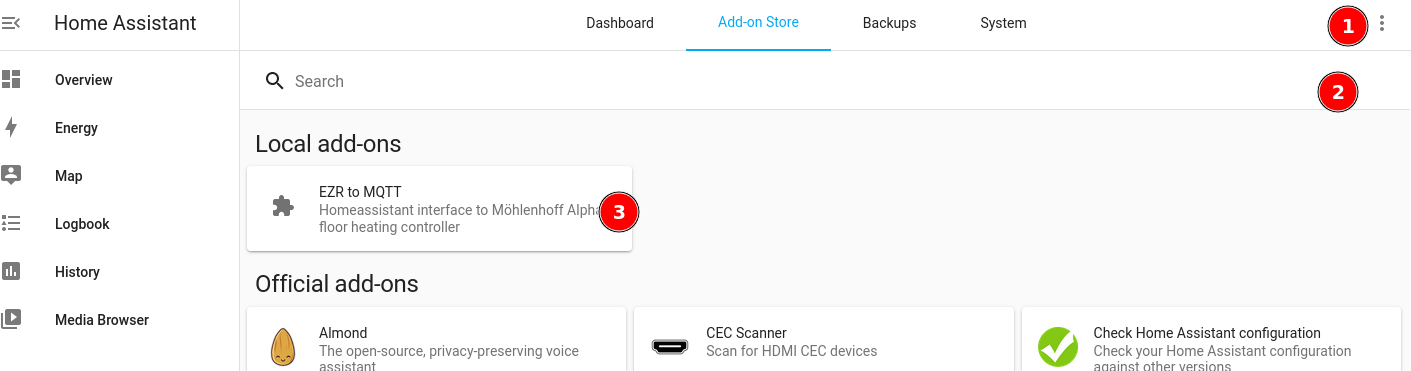 Home Assistant
Dashboard
Add-on Store
Backups
System
1
Overview
Energy
Map
Logbook
History
Media Browser
Search
2
Local add-ons
EZR to MQTT
Homeassistant interface to Möhlenhoff Alpha
floor heating controller
3
Official add-ons
Almond
The open-source, privacy-preserving voice
assistant
CEC Scanner
Scan for HDMI CEC devices
Check Home Assistant configuration
Check your Home Assistant configuration
against other versions